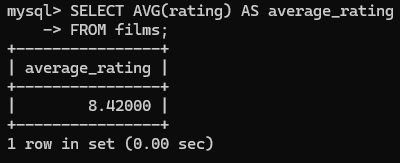 mysql> SELECT AVG(rating) AS average_rating
    -> FROM films;
+----------------+
| average_rating |
+----------------+
|        8.42000 |
+----------------+
1 row in set (0.00 sec)